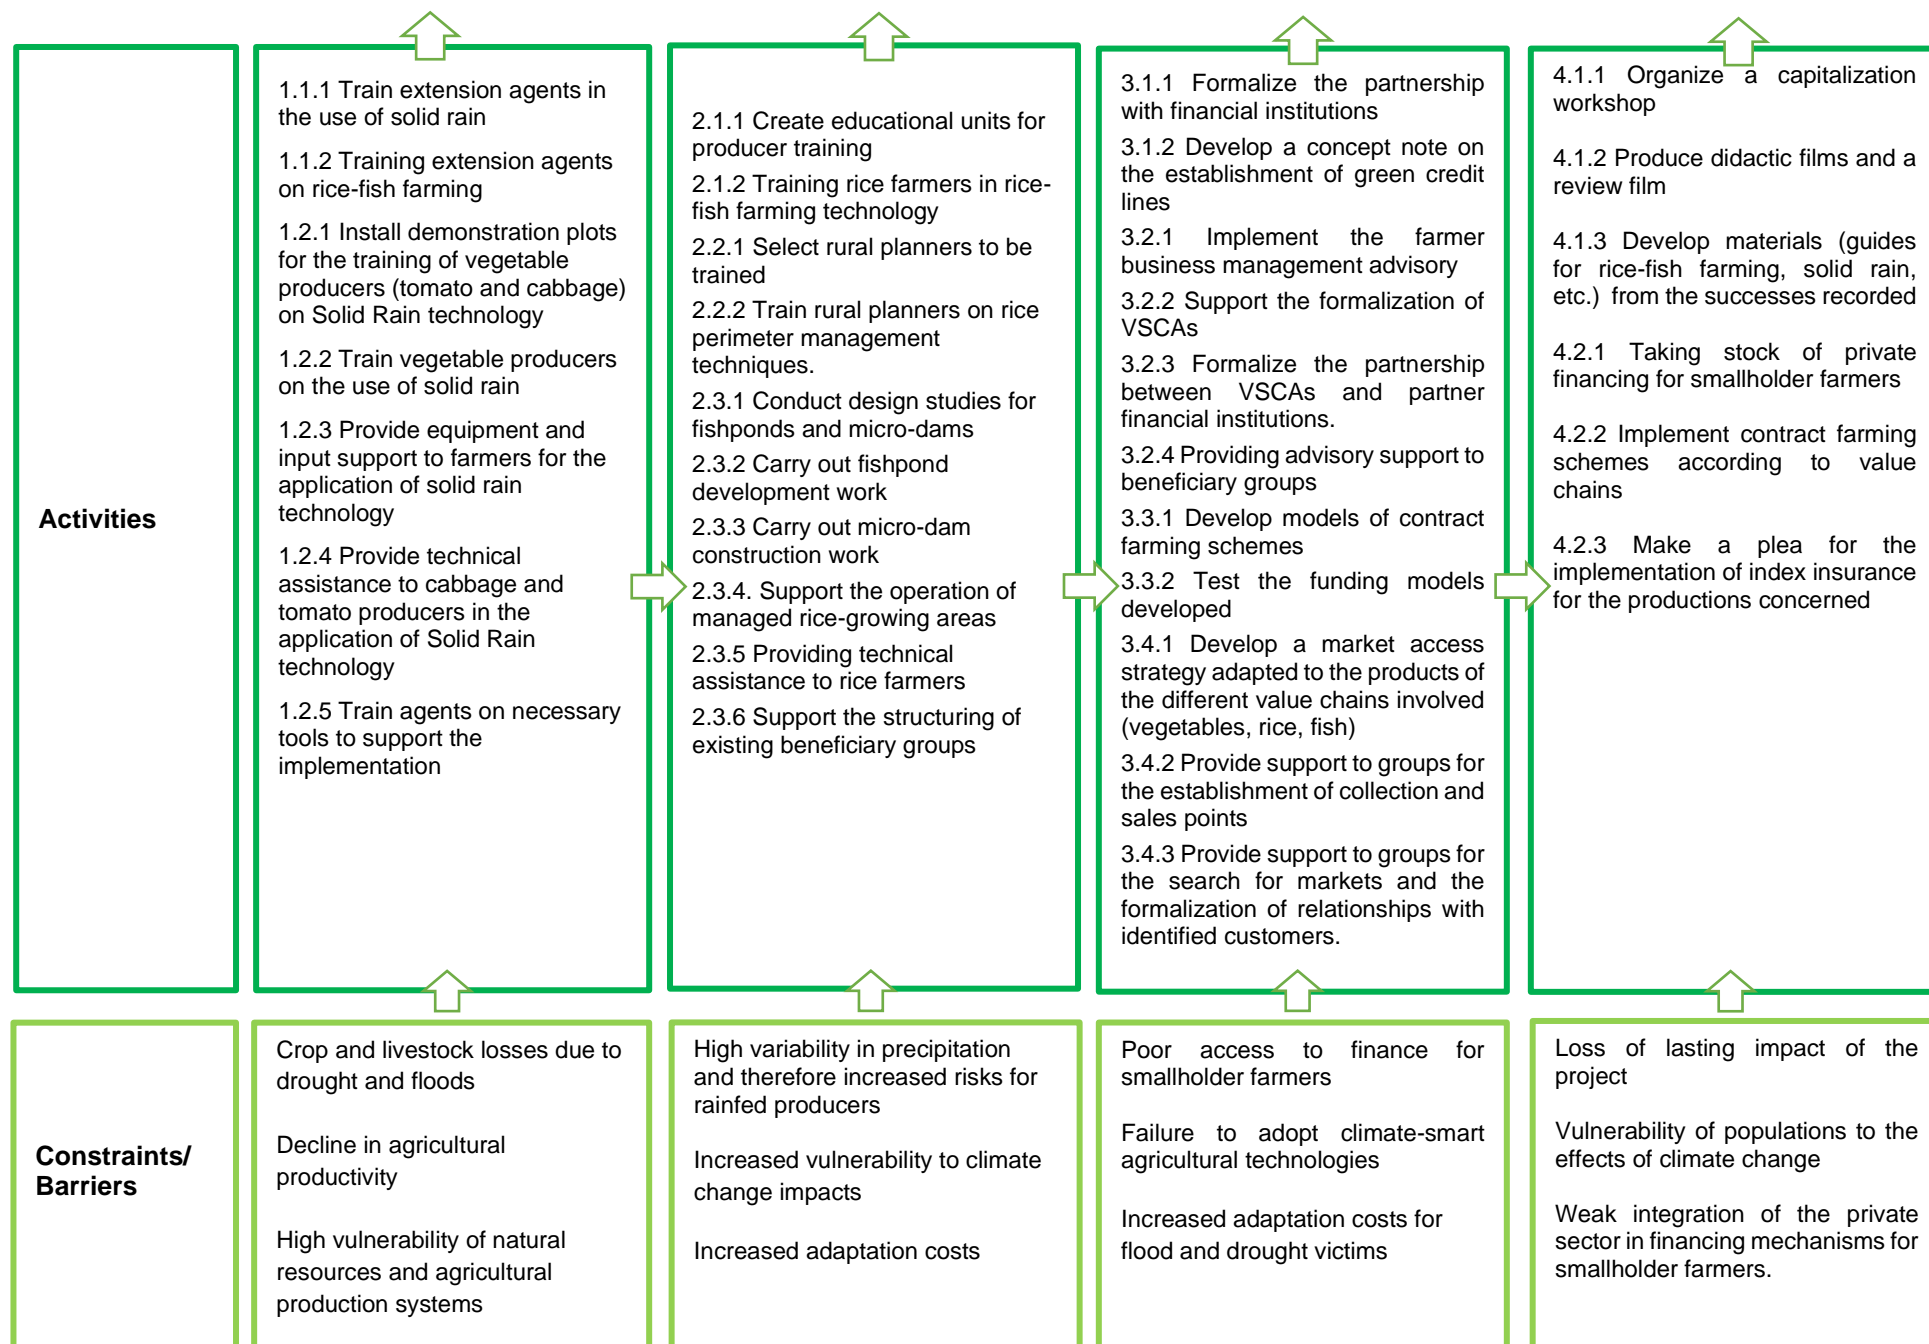 Activities
1.1.1 Train extension agents in
the use of solid rain
1.1.2 Training extension agents
on rice-fish farming
1.2.1 Install demonstration plots
for the training of vegetable
producers (tomato and cabbage)
on Solid Rain technology
1.2.2 Train vegetable producers
on the use of solid rain
1.2.3 Provide equipment and
input support to farmers for the
application of solid rain
technology
1.2.4 Provide technical
assistance to cabbage and
tomato producers in the
application of Solid Rain
technology
1.2.5 Train agents on necessary
tools to support the
implementation
2.1.1 Create educational units for
producer training
2.1.2 Training rice farmers in rice-
fish farming technology
2.2.1 Select rural planners to be
trained
2.2.2 Train rural planners on rice
perimeter management
techniques.
2.3.1 Conduct design studies for
fishponds and micro-dams
2.3.2 Carry out fishpond
development work
2.3.3 Carry out micro-dam
construction work
2.3.4. Support the operation of
managed rice-growing areas
2.3.5 Providing technical
assistance to rice farmers
2.3.6 Support the structuring of
existing beneficiary groups
3.1.1 Formalize the partnership
with financial institutions
3.1.2 Develop a concept note on
the establishment of green credit
lines
3.2.1 Implement the farmer
business management advisory
3.2.2 Support the formalization of
VSCAs
3.2.3 Formalize the partnership
between VSCAs and partner
financial institutions.
3.2.4 Providing advisory support to
beneficiary groups
3.3.1 Develop models of contract
farming schemes
3.3.2 Test the funding models
developed
3.4.1 Develop a market access
strategy adapted to the products of
the different value chains involved
(vegetables, rice, fish)
3.4.2 Provide support to groups for
the establishment of collection and
sales points
3.4.3 Provide support to groups for
the search for markets and the
formalization of relationships with
identified customers.
4.1.1 Organize a capitalization
workshop
4.1.2 Produce didactic films and a
review film
4.1.3 Develop materials (guides
for rice-fish farming, solid rain,
etc.) from the successes recorded
4.2.1 Taking stock of private
financing for smallholder farmers
4.2.2 Implement contract farming
schemes according to value
chains
4.2.3 Make a plea for the
implementation of index insurance
for the productions concerned
Constraints/
Barriers
Crop and livestock losses due to
drought and floods
Decline in agricultural
productivity
High vulnerability of natural
resources and agricultural
production systems
High variability in precipitation
and therefore increased risks for
rainfed producers
Increased vulnerability to climate
change impacts
Increased adaptation costs
Poor access to finance for
smallholder farmers
Failure to adopt climate-smart
agricultural technologies
Increased adaptation costs for
flood and drought victims
Loss of lasting impact of the
project
Vulnerability of populations to the
effects of climate change
Weak integration of the private
sector in financing mechanisms for
smallholder farmers.